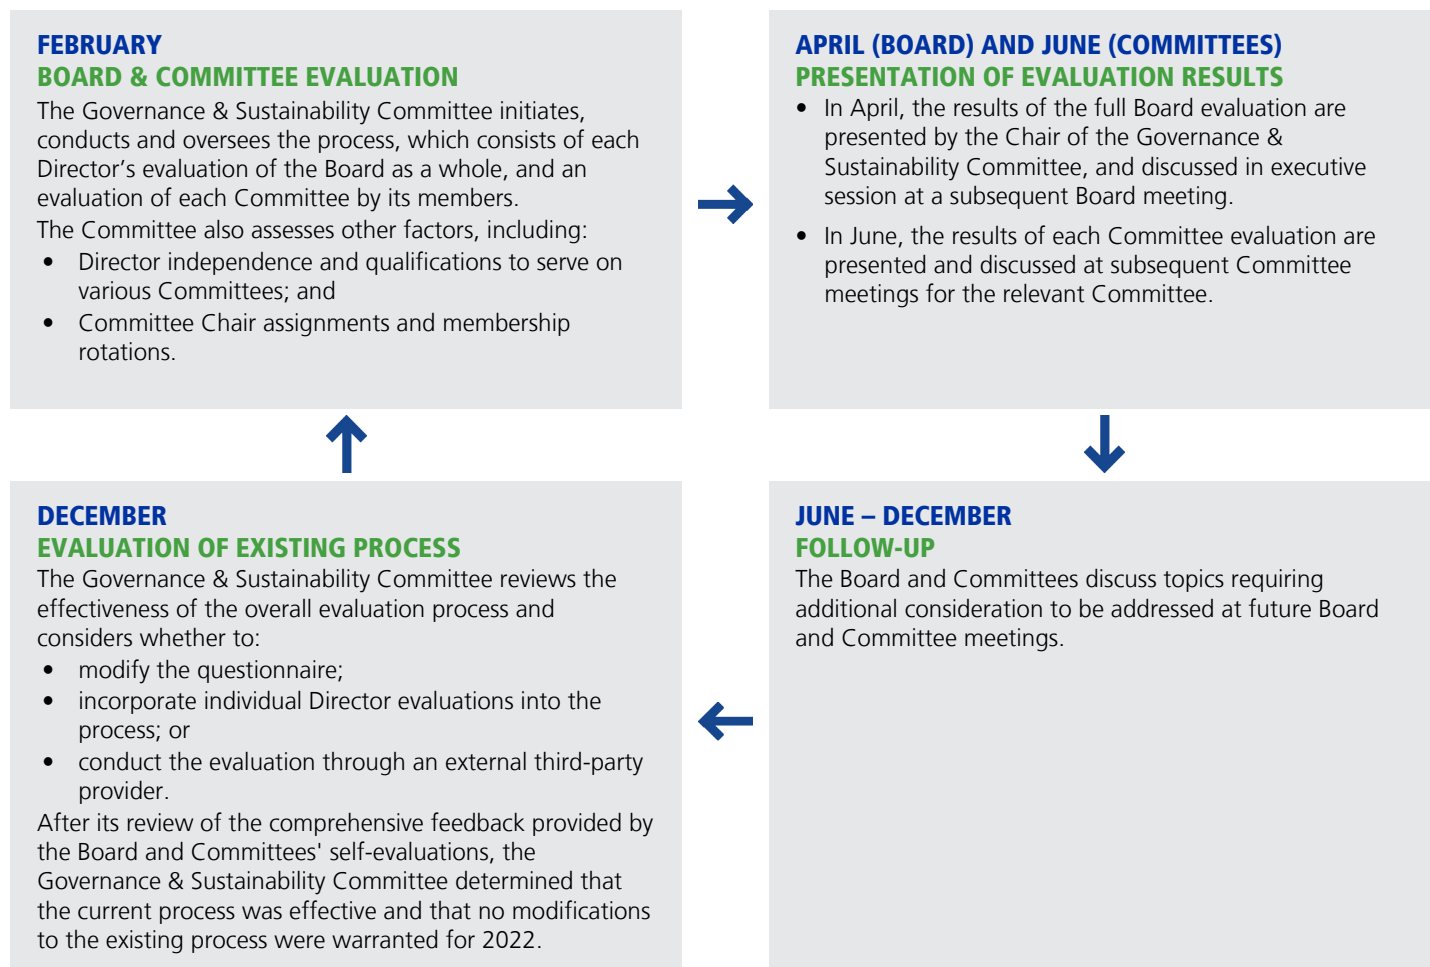 FEBRUARY
BOARD & COMMITTEE EVALUATION
The Governance & Sustainability Committee initiates,
conducts and oversees the process, which consists of each
Director's evaluation of the Board as a whole, and an
evaluation of each Committee by its members.
The Committee also assesses other factors, including:
• Director independence and qualifications to serve on
various Committees; and
• Committee Chair assignments and membership
rotations.
APRIL (BOARD) AND JUNE (COMMITTEES)
PRESENTATION OF EVALUATION RESULTS
• In April, the results of the full Board evaluation are
presented by the Chair of the Governance &
Sustainability Committee, and discussed in executive
session at a subsequent Board meeting.
• In June, the results of each Committee evaluation are
presented and discussed at subsequent Committee
meetings for the relevant Committee.
JUNE – DECEMBER
FOLLOW-UP
The Board and Committees discuss topics requiring
additional consideration to be addressed at future Board
and Committee meetings.
DECEMBER
EVALUATION OF EXISTING PROCESS
The Governance & Sustainability Committee reviews the
effectiveness of the overall evaluation process and
considers whether to:
• modify the questionnaire;
• incorporate individual Director evaluations into the
process; or
• conduct the evaluation through an external third-party
provider.
After its review of the comprehensive feedback provided by
the Board and Committees' self-evaluations, the
Governance & Sustainability Committee determined that
the current process was effective and that no modifications
to the existing process were warranted for 2022.